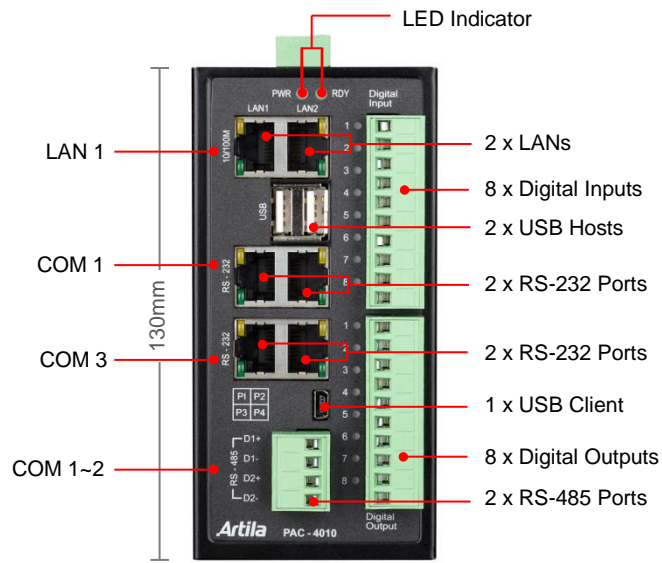 LED Indicator
PWR RDY
Digital
Input
LAN1 LAN2
10/100M
1
2
3
4
5
6
7
8
LAN 1
2 x LANs
8 x Digital Inputs
USB
2 x USB Hosts
COM 1
RS - 232
2 x RS-232 Ports
130mm
COM 3
RS - 232
2 x RS-232 Ports
1
2
3
4
5
6
7
8
P1 P2
P3 P4
1 x USB Client
D1+
D1-
D2+
D2-
RS - 485
COM 1~2
8 x Digital Outputs
2 x RS-485 Ports
Artila PAC - 4010
Digital
Output